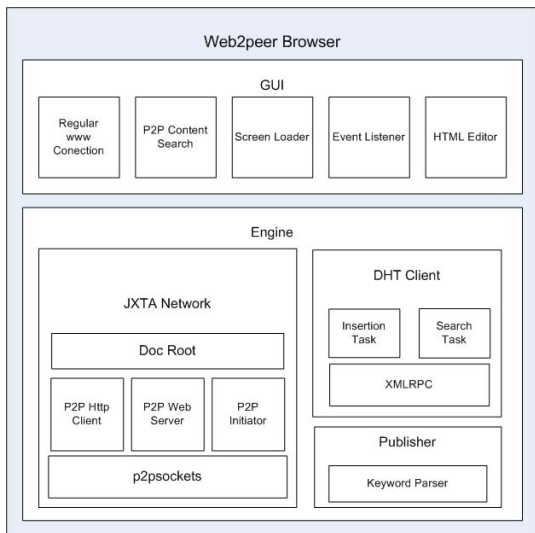 Web2peer Browser
GUI
Regular
www
Conection
P2P Content
Search
Screen Loader
Event Listener
HTML Editor
Engine
JXTA Network
Doc Root
P2P Http
Client
P2P Web
Server
P2P
Initiator
p2psockets
DHT Client
Insertion
Task
Search
Task
XMLRPC
Publisher
Keyword Parser